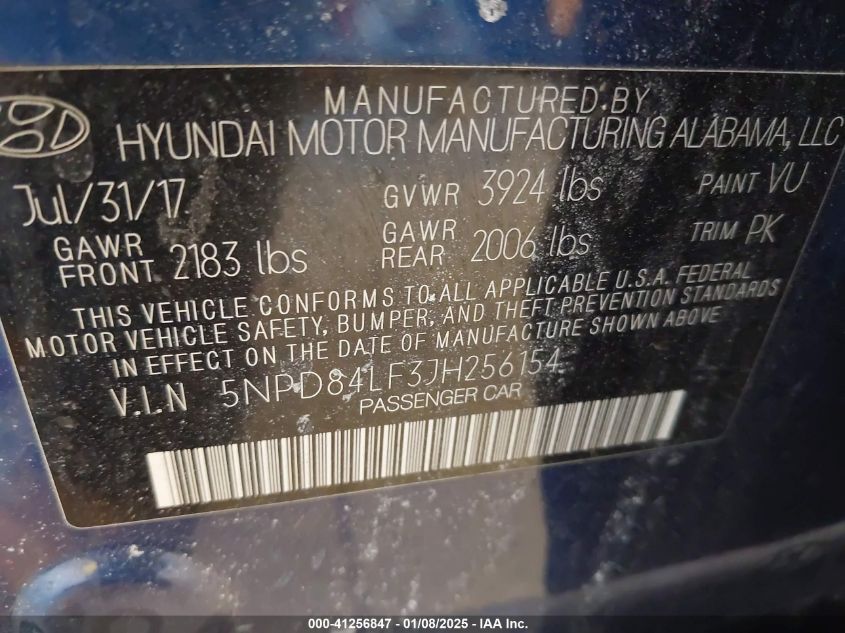 MANUFACTURED BY
HYUNDAI MOTOR MANUFACTURING ALABAMA, LLC
Jul/31/17 GVWR 3924 lbs PAINT VU
GAWR FRONT 2183 lbs GAWR REAR 2006 lbs TRIM PK
THIS VEHICLE CONFORMS TO ALL APPLICABLE U.S.A. FEDERAL
MOTOR VEHICLE SAFETY, BUMPER, AND THEFT PREVENTION STANDARDS
IN EFFECT ON THE DATE OF MANUFACTURE SHOWN ABOVE
V.I.N 5NPD84LF3JH256154
PASSENGER CAR
000-41256847 - 01/08/2025 - IAA Inc.